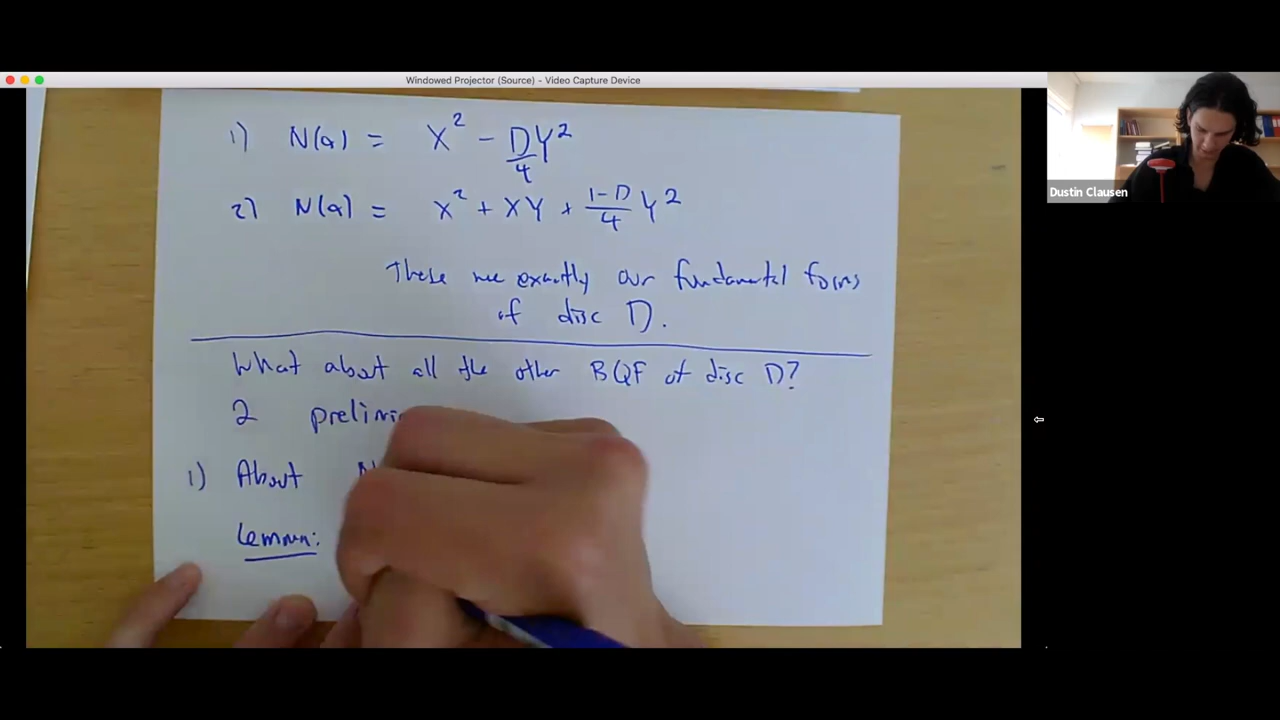 Windowed Projector (Source) - Video Capture Device
1) N(α) = X² - D/4 Y²
2) N(α) = X² + XY + (1-D)/4 Y²
These are exactly our fundamental forms
of disc D.
What about all the other BQF of disc D?
2
1) About
Lemma:
Dustin Clausen